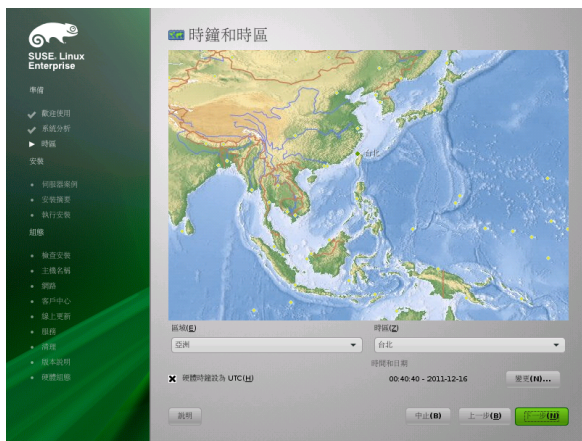 SUSE. Linux
Enterprise
準備
歡迎使用
系統分析
時區
安裝
伺服器案例
安裝摘要
執行安裝
組態
檢查安裝
主機名稱
網路
客戶中心
線上更新
服務
清理
版本說明
硬體組態
時鐘和時區
台北
區域(E)
亞洲
時區(Z)
台北
時間和日期
硬體時鐘設為 UTC(H)
00:40:40 - 2011-12-16
變更(N)...
說明
中止(B)
上一步(B)
下一步(N)